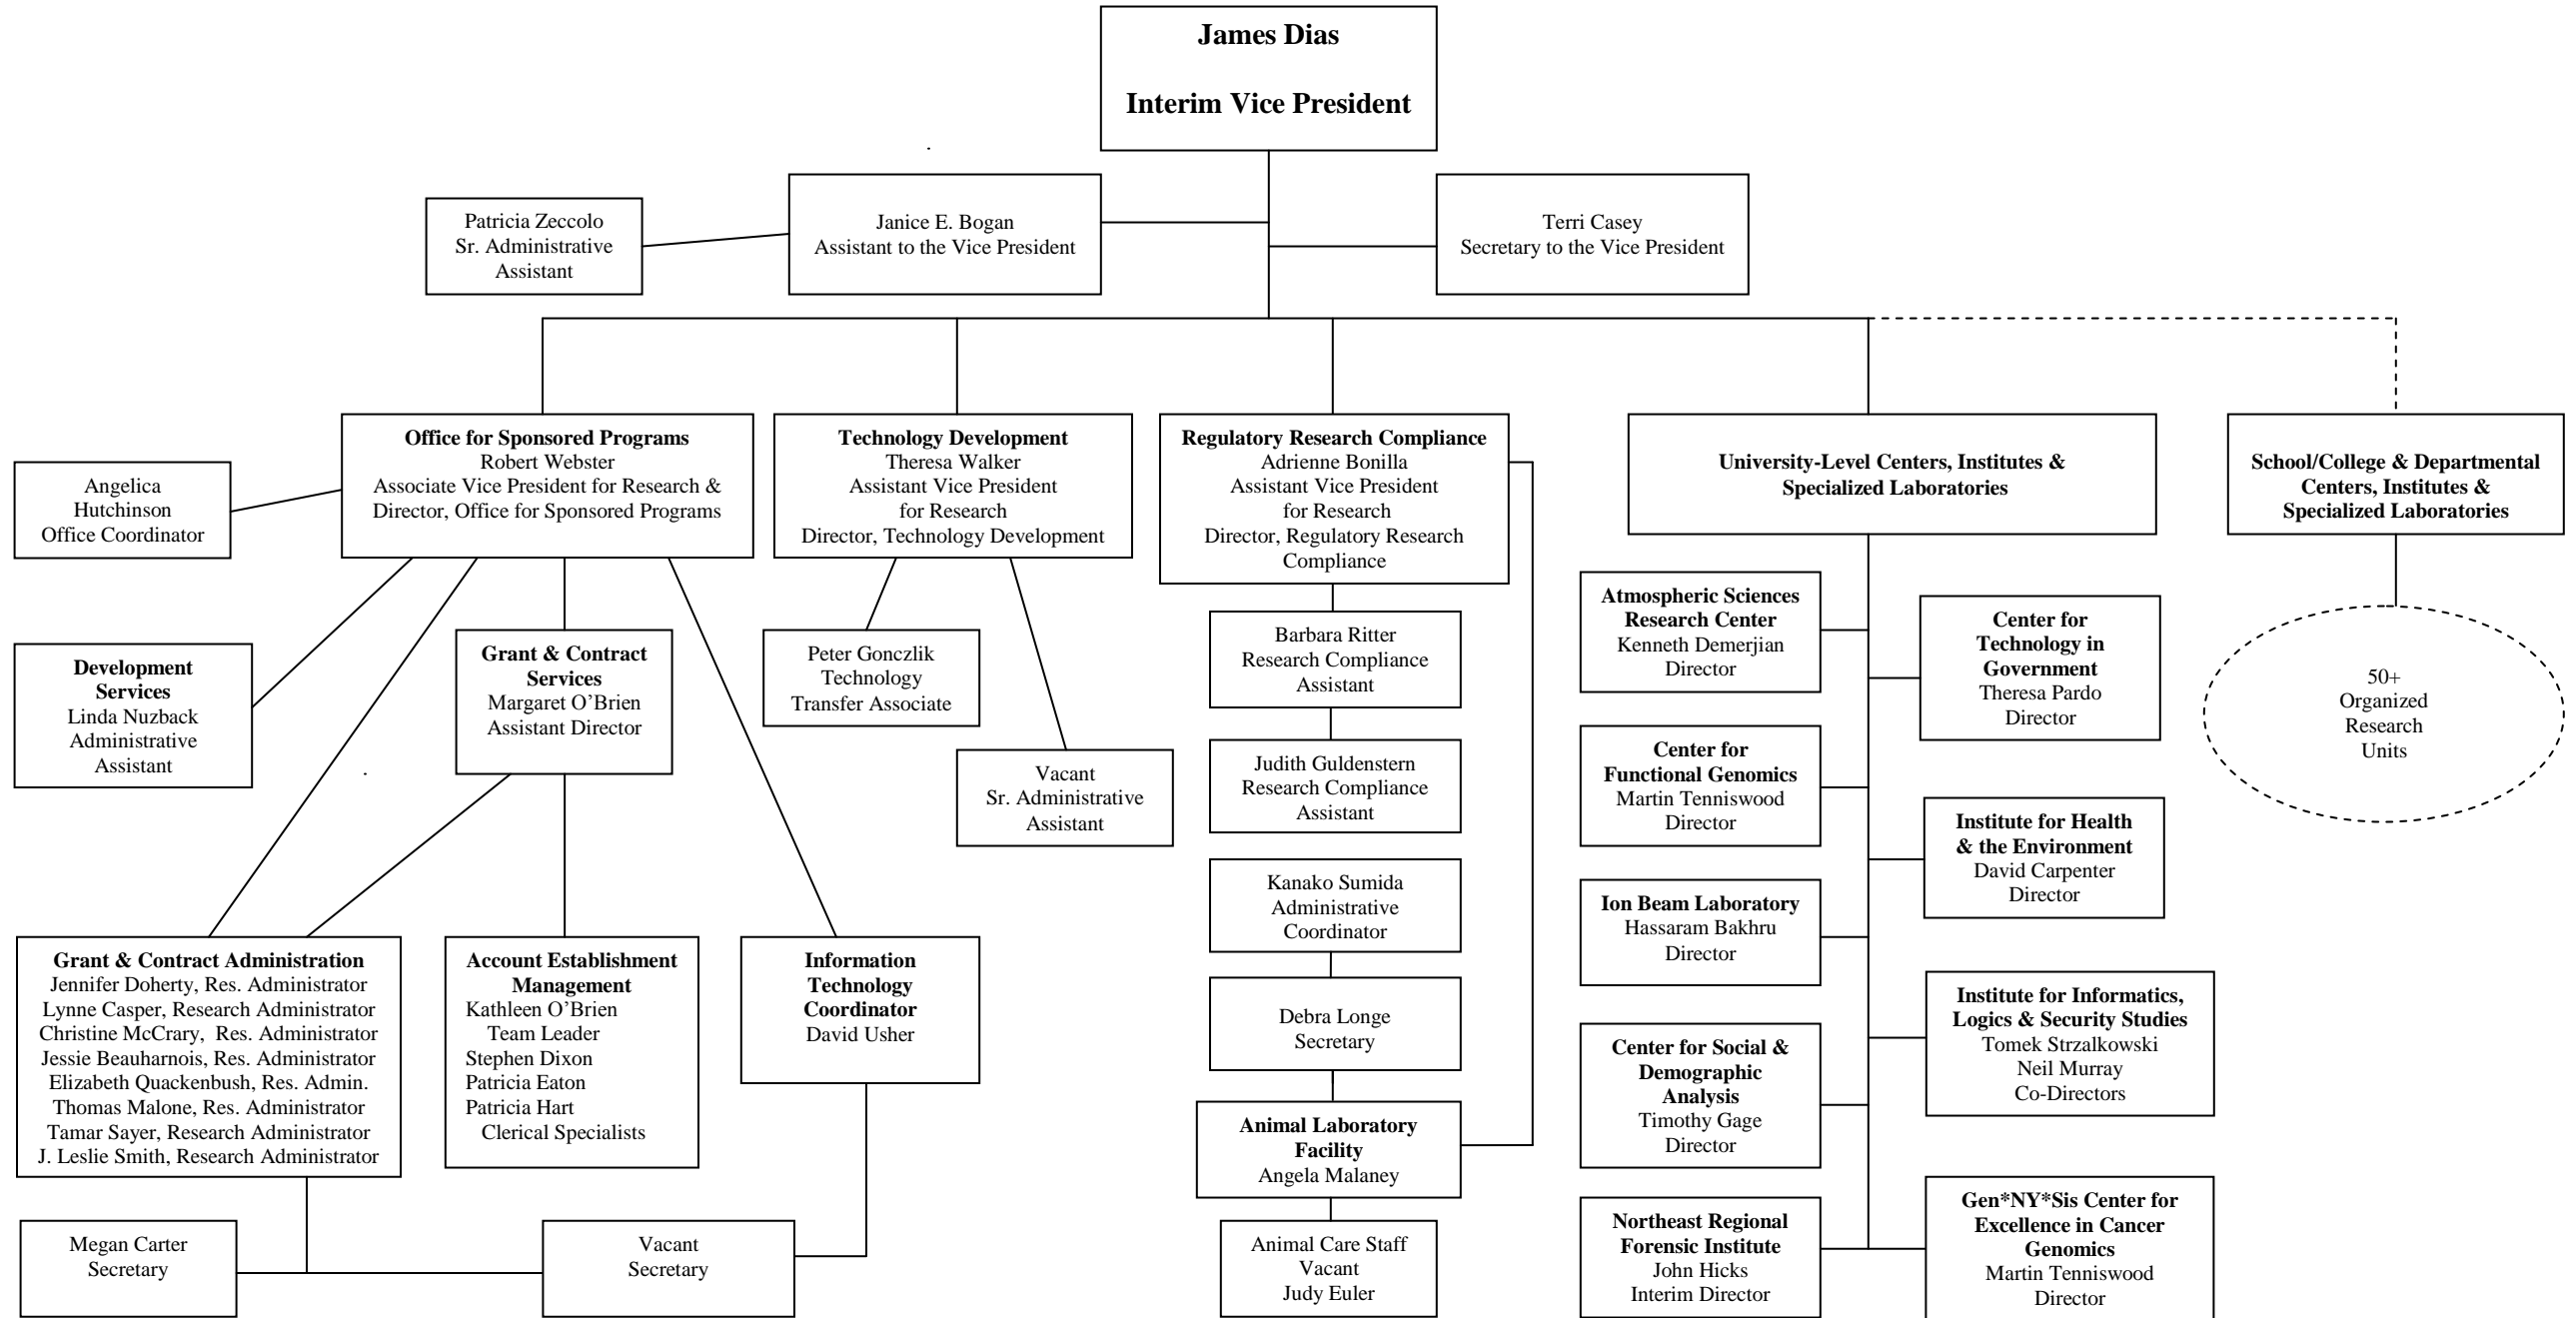 James Dias
Interim Vice President
Patricia Zeccolo
Sr. Administrative
Assistant
Janice E. Bogan
Assistant to the Vice President
Terri Casey
Secretary to the Vice President
Angelica
Hutchinson
Office Coordinator
Office for Sponsored Programs
Robert Webster
Associate Vice President for Research &
Director, Office for Sponsored Programs
Technology Development
Theresa Walker
Assistant Vice President
for Research
Director, Technology Development
Regulatory Research Compliance
Adrienne Bonilla
Assistant Vice President
for Research
Director, Regulatory Research
Compliance
University-Level Centers, Institutes &
Specialized Laboratories
School/College & Departmental
Centers, Institutes &
Specialized Laboratories
Development
Services
Linda Nuzback
Administrative
Assistant
Grant & Contract
Services
Margaret O’Brien
Assistant Director
Peter Gonczlik
Technology
Transfer Associate
Vacant
Sr. Administrative
Assistant
Barbara Ritter
Research Compliance
Assistant
Judith Guldenstern
Research Compliance
Assistant
Kanako Sumida
Administrative
Coordinator
Debra Longe
Secretary
Animal Laboratory
Facility
Angela Malaney
Animal Care Staff
Vacant
Judy Euler
Atmospheric Sciences
Research Center
Kenneth Demerjian
Director
Center for
Technology in
Government
Theresa Pardo
Director
Center for
Functional Genomics
Martin Tenniswood
Director
Institute for Health
& the Environment
David Carpenter
Director
Ion Beam Laboratory
Hassaram Bakhru
Director
Institute for Informatics,
Logics & Security Studies
Tomek Strzalkowski
Neil Murray
Co-Directors
Center for Social &
Demographic
Analysis
Timothy Gage
Director
Northeast Regional
Forensic Institute
John Hicks
Interim Director
Gen*NY*Sis Center for
Excellence in Cancer
Genomics
Martin Tenniswood
Director
50+
Organized
Research
Units
Grant & Contract Administration
Jennifer Doherty, Res. Administrator
Lynne Casper, Research Administrator
Christine McCrary, Res. Administrator
Jessie Beauharnois, Res. Administrator
Elizabeth Quackenbush, Res. Admin.
Thomas Malone, Res. Administrator
Tamar Sayer, Research Administrator
J. Leslie Smith, Research Administrator
Account Establishment
Management
Kathleen O’Brien
Team Leader
Stephen Dixon
Patricia Eaton
Patricia Hart
Clerical Specialists
Information
Technology
Coordinator
David Usher
Megan Carter
Secretary
Vacant
Secretary